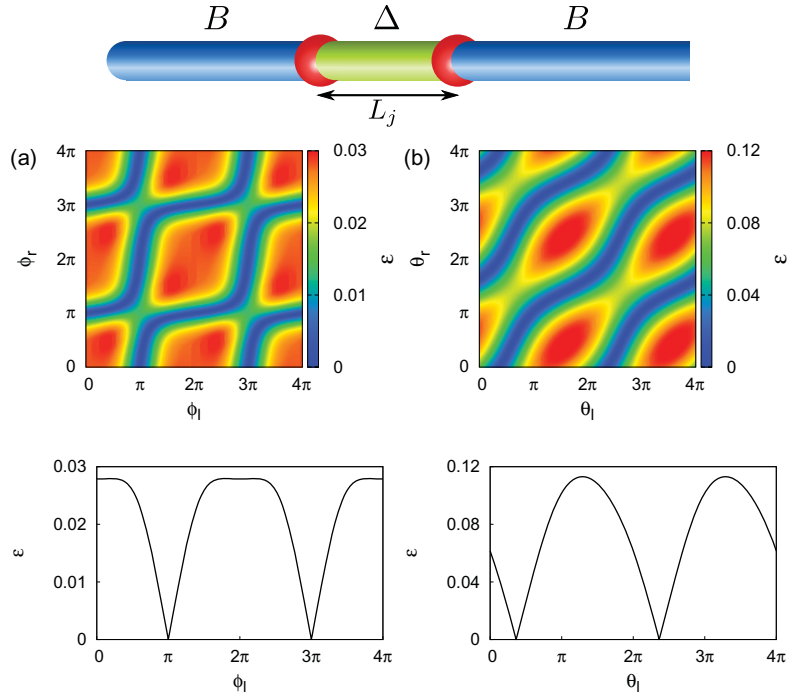 B Δ B
L_j
(a) (b)
4π 0.03 4π 0.12
3π 0.02 3π 0.08
ϕ_r 2π ε θ_r 2π ε
π 0.01 π 0.04
0 0 0 0
0 π 2π 3π 4π 0 π 2π 3π 4π
ϕ_l θ_l
0.03 0.12
0.02 0.08
ε ε
0.01 0.04
0 0
0 π 2π 3π 4π 0 π 2π 3π 4π
ϕ_l θ_l